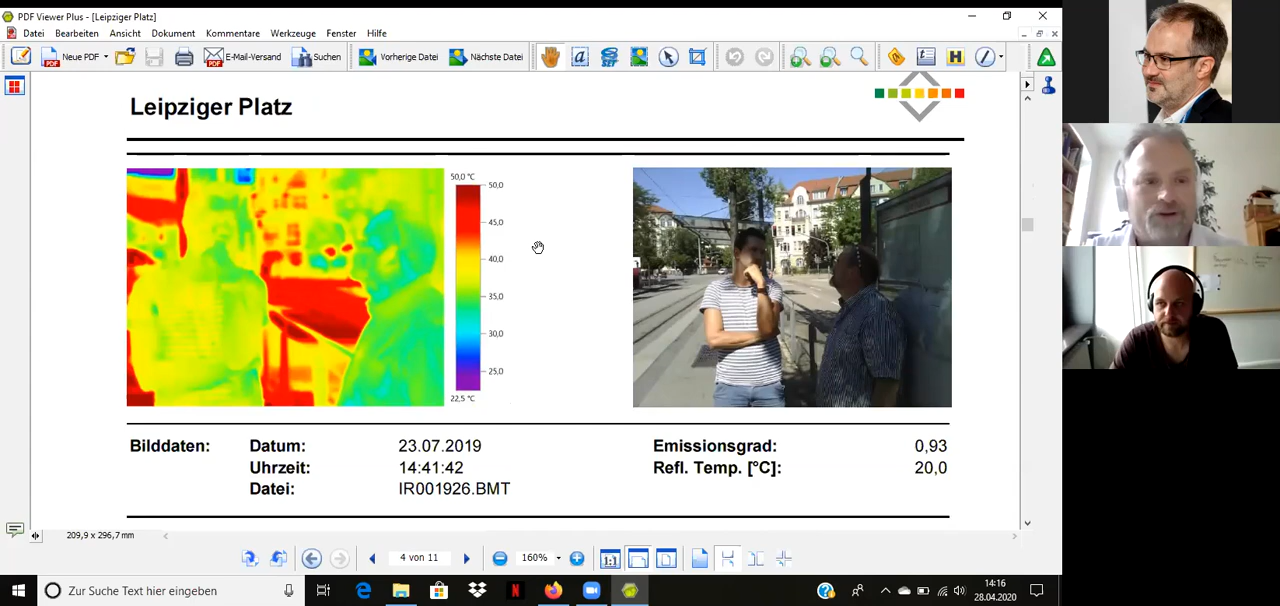 PDF Viewer Plus - [Leipziger Platz]
Datei Bearbeiten Ansicht Dokument Kommentare Werkzeuge Fenster Hilfe
Neue PDF E-Mail-Versand Suchen Vorherige Datei Nächste Datei
Leipziger Platz
50,0 °C
50,0
45,0
40,0
35,0
30,0
25,0
22,5 °C
Bilddaten: Datum: 23.07.2019 Emissionsgrad: 0,93
Uhrzeit: 14:41:42 Refl. Temp. [°C]: 20,0
Datei: IR001926.BMT
209,9 x 296,7 mm
4 von 11 160% 1:1
Zur Suche Text hier eingeben
14:16
28.04.2020